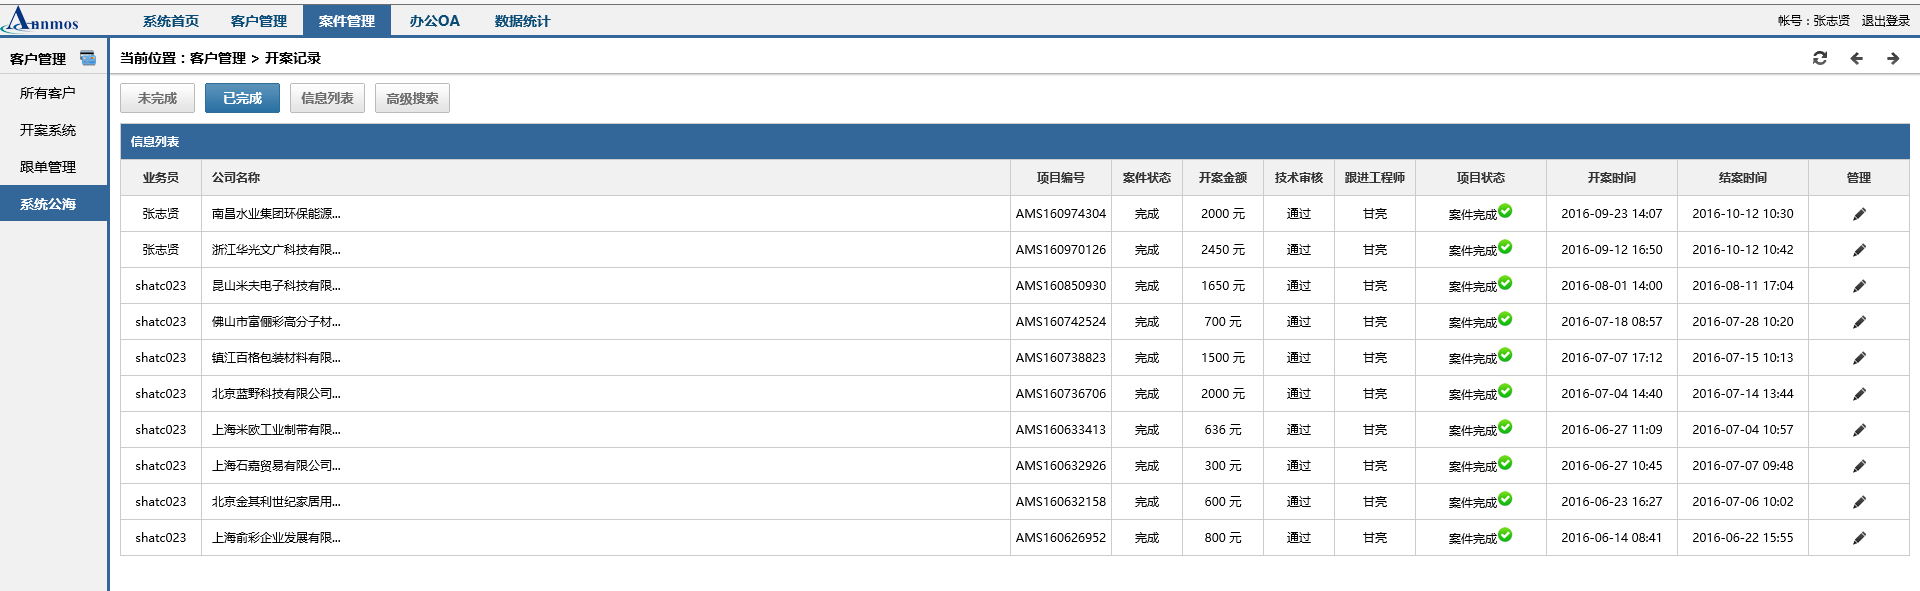 Anmos 系统首页 客户管理 案件管理 办公OA 数据统计 帐号：张志贤 退出登录
客户管理 当前位置：客户管理 > 开案记录
所有客户 未完成 已完成 信息列表 高级搜索
开案系统 信息列表
跟单管理
系统公海
业务员 公司名称 项目编号 案件状态 开案金额 技术审核 跟进工程师 项目状态 开案时间 结案时间 管理
张志贤 南昌水业集团环保能源... AMS160974304 完成 2000 元 通过 甘亮 案件完成 2016-09-23 14:07 2016-10-12 10:30
张志贤 浙江华光文广科技有限... AMS160970126 完成 2450 元 通过 甘亮 案件完成 2016-09-12 16:50 2016-10-12 10:42
shatc023 昆山米夫电子科技有限... AMS160850930 完成 1650 元 通过 甘亮 案件完成 2016-08-01 14:00 2016-08-11 17:04
shatc023 佛山市富俪彩高分子材... AMS160742524 完成 700 元 通过 甘亮 案件完成 2016-07-18 08:57 2016-07-28 10:20
shatc023 镇江百格包装材料有限... AMS160738823 完成 1500 元 通过 甘亮 案件完成 2016-07-07 17:12 2016-07-15 10:13
shatc023 北京蓝野科技有限公司... AMS160736706 完成 2000 元 通过 甘亮 案件完成 2016-07-04 14:40 2016-07-14 13:44
shatc023 上海米欧工业制带有限... AMS160633413 完成 636 元 通过 甘亮 案件完成 2016-06-27 11:09 2016-07-04 10:57
shatc023 上海石嘉贸易有限公司... AMS160632926 完成 300 元 通过 甘亮 案件完成 2016-06-27 10:45 2016-07-07 09:48
shatc023 北京金其利世纪家居用... AMS160632158 完成 600 元 通过 甘亮 案件完成 2016-06-23 16:27 2016-07-06 10:02
shatc023 上海俞彩企业发展有限... AMS160626952 完成 800 元 通过 甘亮 案件完成 2016-06-14 08:41 2016-06-22 15:55